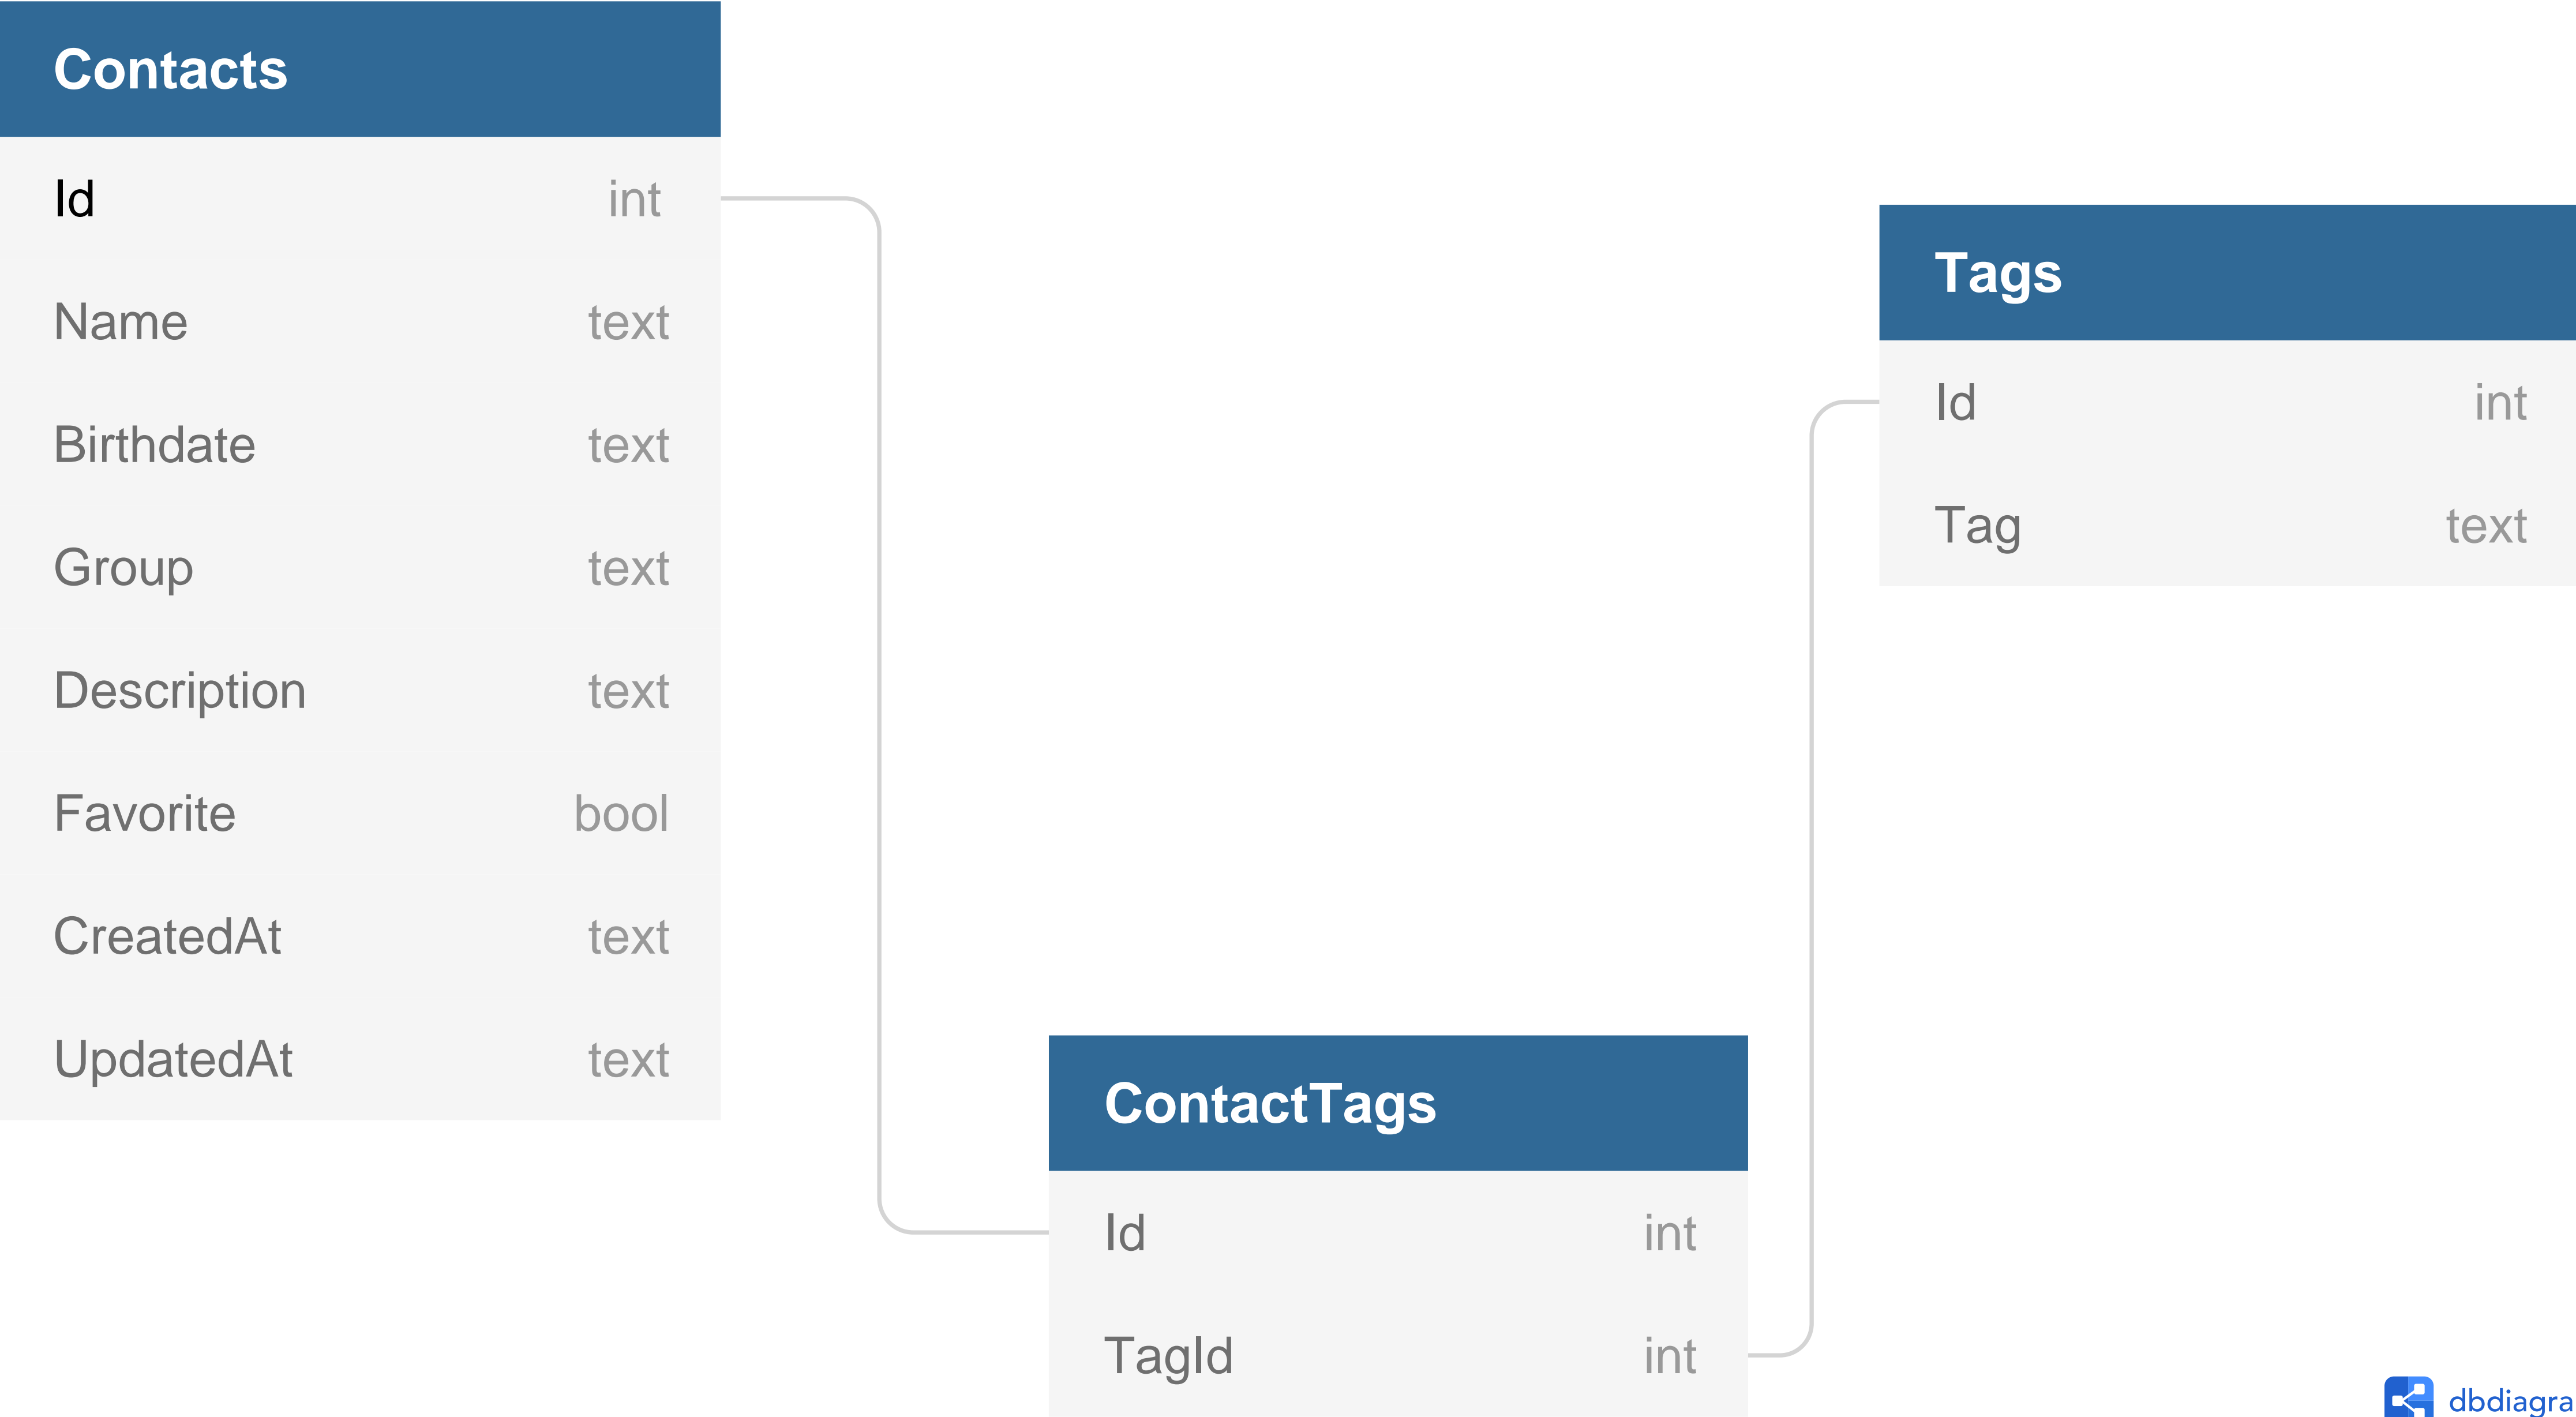 Contacts
Id int
Name text
Birthdate text
Group text
Description text
Favorite bool
CreatedAt text
UpdatedAt text
Tags
Id int
Tag text
ContactTags
Id int
TagId int
dbdiagra